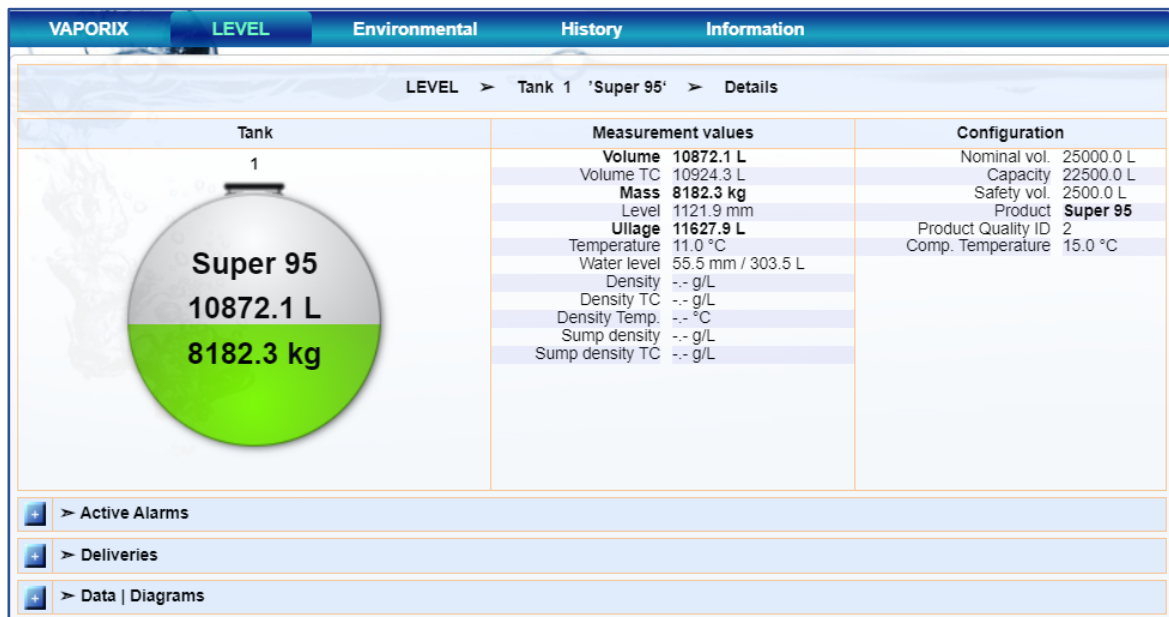 VAPORIX LEVEL Environmental History Information
LEVEL ➢ Tank 1 ’Super 95‘ ➢ Details
Tank
1
Super 95
10872.1 L
8182.3 kg
Measurement values
Volume 10872.1 L
Volume TC 10924.3 L
Mass 8182.3 kg
Level 1121.9 mm
Ullage 11627.9 L
Temperature 11.0 °C
Water level 55.5 mm / 303.5 L
Density -.- g/L
Density TC -.- g/L
Density Temp. -.- °C
Sump density -.- g/L
Sump density TC -.- g/L
Configuration
Nominal vol. 25000.0 L
Capacity 22500.0 L
Safety vol. 2500.0 L
Product Super 95
Product Quality ID 2
Comp. Temperature 15.0 °C
+ ➢ Active Alarms
+ ➢ Deliveries
+ ➢ Data | Diagrams